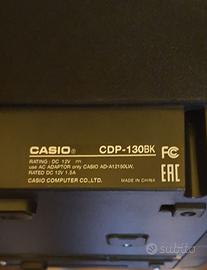 CASIO® CDP-130BK
RATING: DC 12V
use AC ADAPTOR only CASIO AD-A12150LW,
RATED DC 12V 1.5A
CASIO COMPUTER CO.,LTD. MADE IN CHINA
FC
EAC
subito